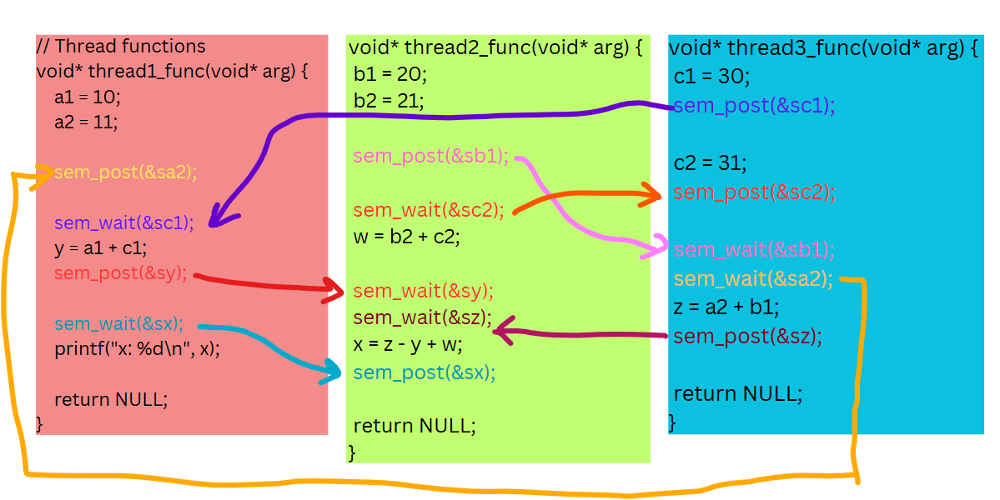 // Thread functions
void* thread1_func(void* arg) {
a1 = 10;
a2 = 11;
sem_post(&sa2);
sem_wait(&sc1);
y = a1 + c1;
sem_post(&sy);
sem_wait(&sx);
printf("x: %d\n", x);
return NULL;
}
void* thread2_func(void* arg) {
b1 = 20;
b2 = 21;
sem_post(&sb1);
sem_wait(&sc2);
w = b2 + c2;
sem_wait(&sy);
sem_wait(&sz);
x = z - y + w;
sem_post(&sx);
return NULL;
}
void* thread3_func(void* arg) {
c1 = 30;
sem_post(&sc1);
c2 = 31;
sem_post(&sc2);
sem_wait(&sb1);
sem_wait(&sa2);
z = a2 + b1;
sem_post(&sz);
return NULL;
}